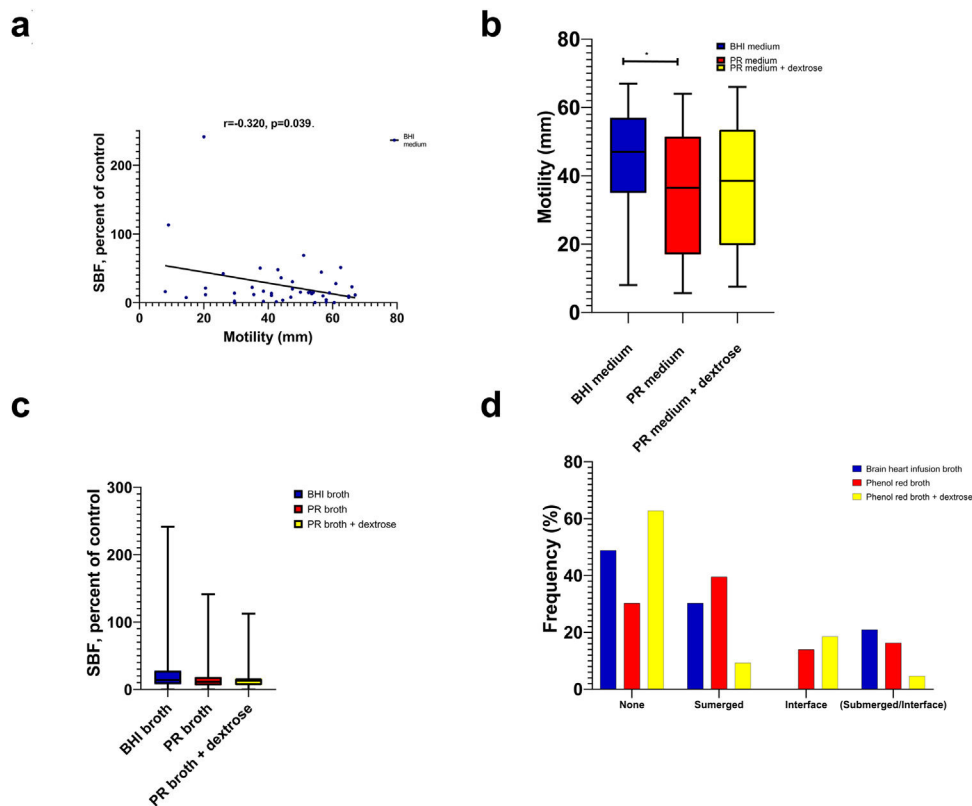 a
r=-0.320, p=0.039.
BHI
medium
SBF, percent of control
200
100
0
0
20
40
60
80
Motility (mm)
b
BHI medium
PR medium
PR medium + dextrose
*
Motility (mm)
80
60
40
20
0
BHI medium
PR medium
PR medium + dextrose
c
BHI broth
PR broth
PR broth + dextrose
SBF, percent of control
300
200
100
0
BHI broth
PR broth
PR broth + dextrose
d
Brain heart infusion broth
Phenol red broth
Phenol red broth + dextrose
Frequency (%)
80
60
40
20
0
None
Sumerged
Interface
(Submerged/Interface)